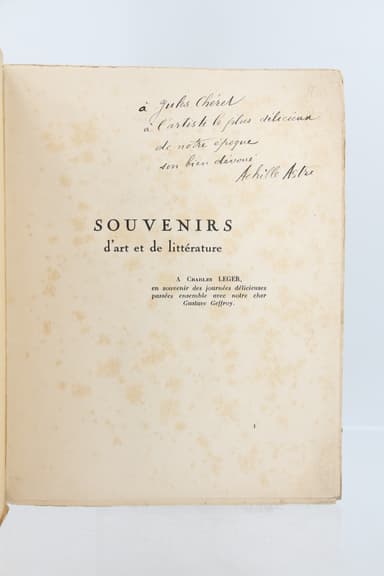 à Jules Chéret
à l'artiste le plus délicieux
de notre époque
son bien dévoué
Achille Astre
SOUVENIRS
d'art et de littérature
A Charles LEGER,
en souvenir des journées délicieuses
passées ensemble avec notre cher
Gustave Geffroy.
1